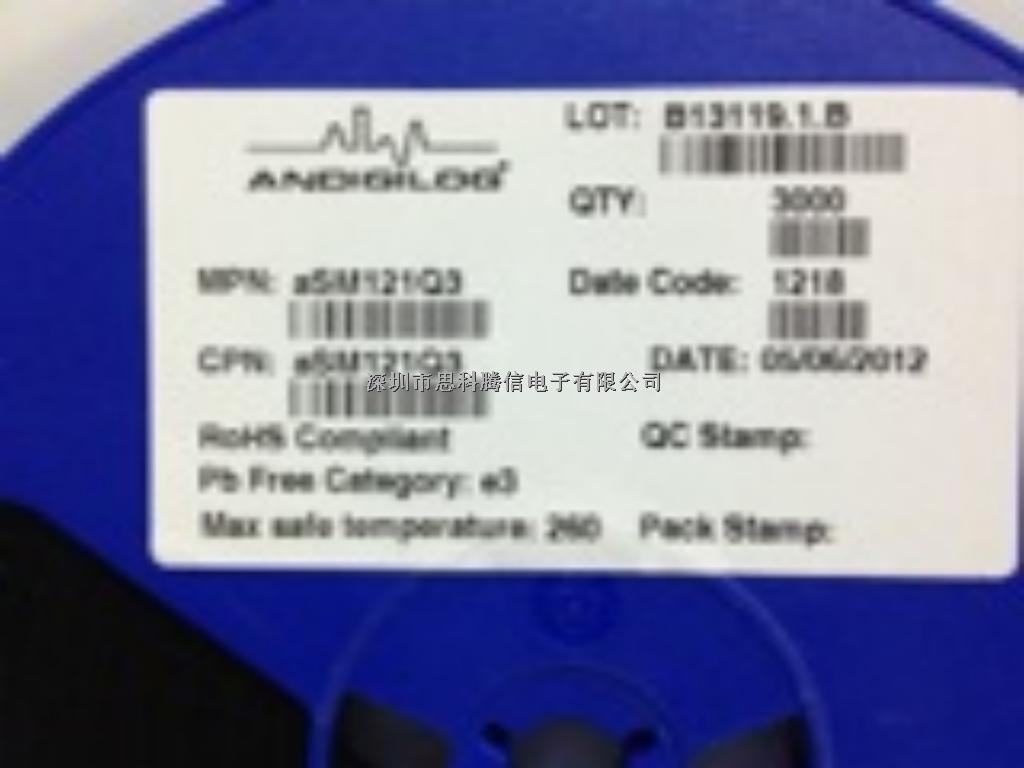 ANDIGILOG
LOT: B13119.1.B
QTY: 3000
MPN: aSM121Q3
Date Code: 1218
CPN: aSM121Q3
DATE: 05/06/2012
深圳市思科腾信电子有限公司
RoHS Compliant
QC Stamp:
Pb Free Category: e3
Max safe temperature: 260
Pack Stamp: